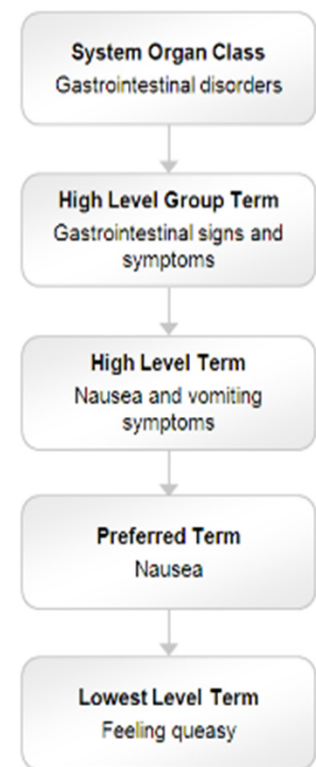 System Organ Class
Gastrointestinal disorders
High Level Group Term
Gastrointestinal signs and
symptoms
High Level Term
Nausea and vomiting
symptoms
Preferred Term
Nausea
Lowest Level Term
Feeling queasy